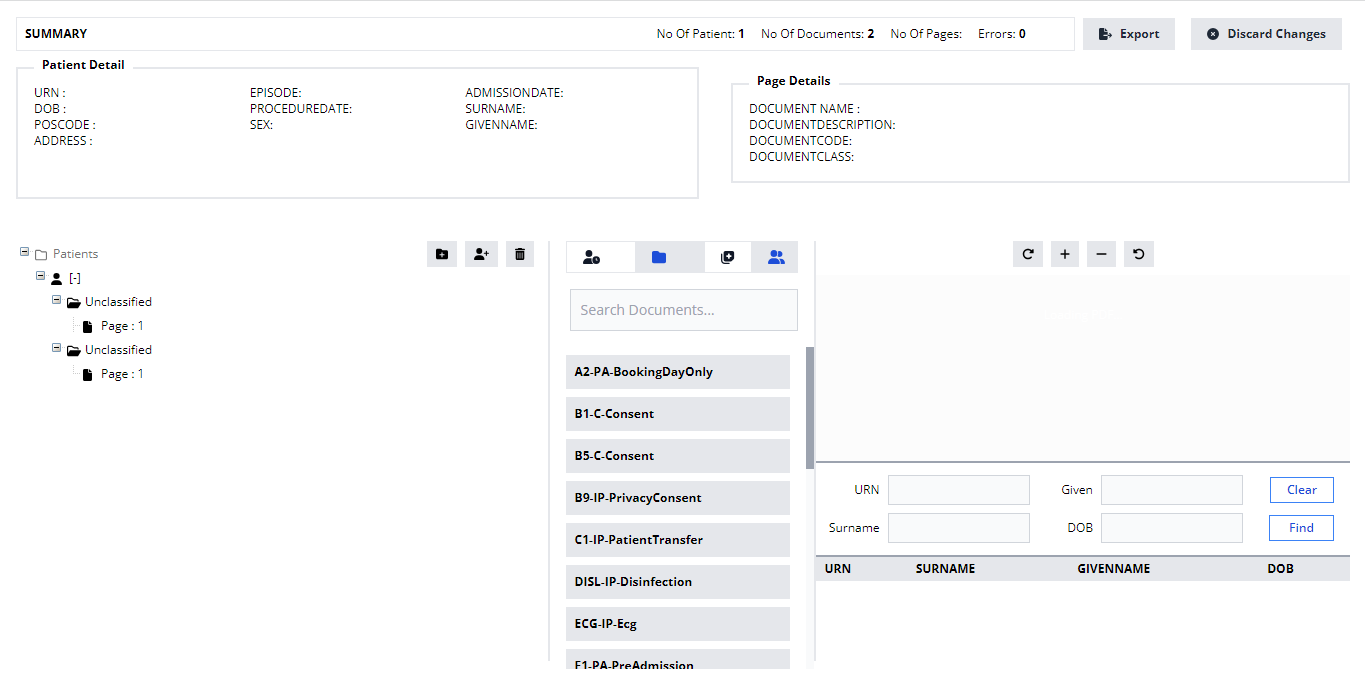 SUMMARY No Of Patient: 1 No Of Documents: 2 No Of Pages: Errors: 0 Export Discard Changes
Patient Detail
URN : EPISODE: ADMISSIONDATE:
DOB : PROCEDUREDATE: SURNAME:
POSCODE : SEX: GIVENNAME:
ADDRESS :
Page Details
DOCUMENT NAME :
DOCUMENTDESCRIPTION:
DOCUMENTCODE:
DOCUMENTCLASS:
Patients
[-]
Unclassified
Page : 1
Unclassified
Page : 1
Search Documents...
A2-PA-BookingDayOnly
B1-C-Consent
B5-C-Consent
B9-IP-PrivacyConsent
C1-IP-PatientTransfer
DISL-IP-Disinfection
ECG-IP-Ecg
F1-PA-PreAdmission
URN Given Clear
Surname DOB Find
URN SURNAME GIVENNAME DOB